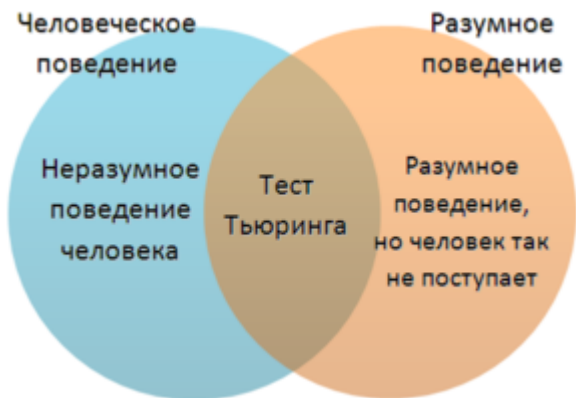 Человеческое
поведение
Разумное
поведение
Неразумное
поведение
человека
Тест
Тьюринга
Разумное
поведение,
но человек так
не поступает